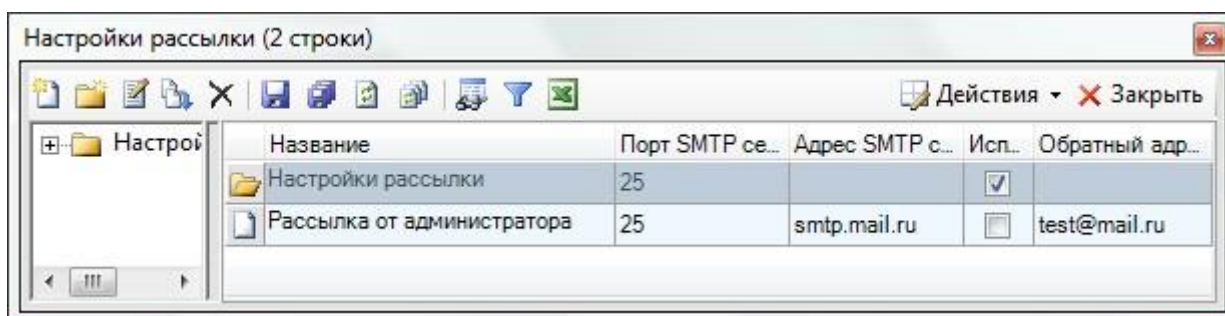 Настройки рассылки (2 строки)
Действия Закрыть
Настрой Название Порт SMTP се... Адрес SMTP с... Исп... Обратный адр...
Настройки рассылки 25
Рассылка от администратора 25 smtp.mail.ru test@mail.ru